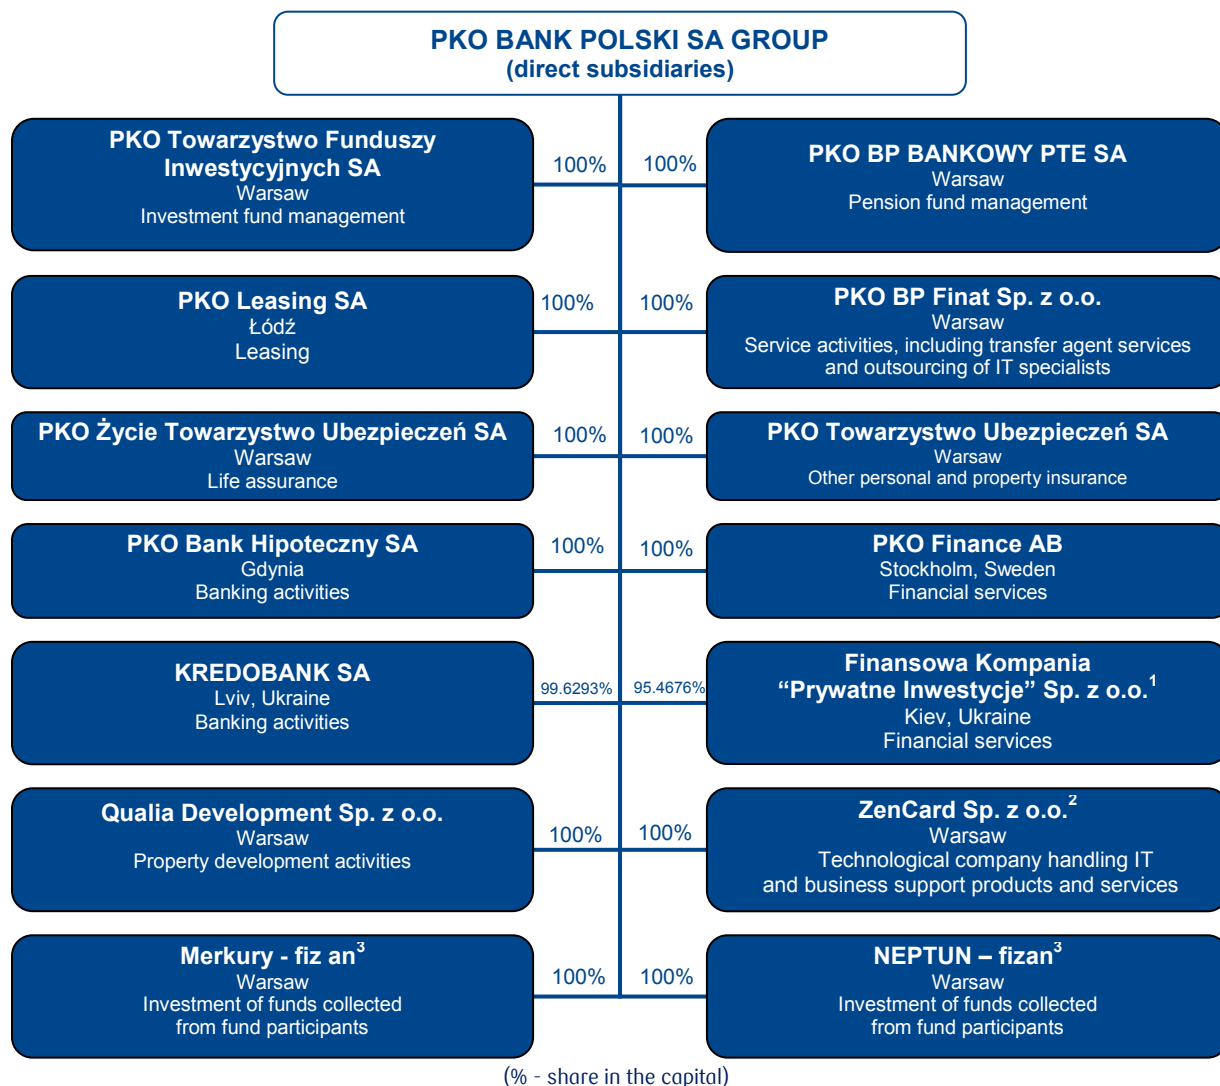 PKO BANK POLSKI SA GROUP
(direct subsidiaries)
PKO Towarzystwo Funduszy
Inwestycyjnych SA
Warsaw
Investment fund management
100%
100%
PKO BP BANKOWY PTE SA
Warsaw
Pension fund management
PKO Leasing SA
Łódź
Leasing
100%
100%
PKO BP Finat Sp. z o.o.
Warsaw
Service activities, including transfer agent services
and outsourcing of IT specialists
PKO Życie Towarzystwo Ubezpieczeń SA
Warsaw
Life assurance
100%
100%
PKO Towarzystwo Ubezpieczeń SA
Warsaw
Other personal and property insurance
PKO Bank Hipoteczny SA
Gdynia
Banking activities
100%
100%
PKO Finance AB
Stockholm, Sweden
Financial services
KREDOBANK SA
Lviv, Ukraine
Banking activities
99.6293%
95.4676%
Finansowa Kompania
“Prywatne Inwestycje” Sp. z o.o.¹
Kiev, Ukraine
Financial services
Qualia Development Sp. z o.o.
Warsaw
Property development activities
100%
100%
ZenCard Sp. z o.o.²
Warsaw
Technological company handling IT
and business support products and services
Merkury - fiz an³
Warsaw
Investment of funds collected
from fund participants
100%
100%
NEPTUN – fizan³
Warsaw
Investment of funds collected
from fund participants
(% - share in the capital)